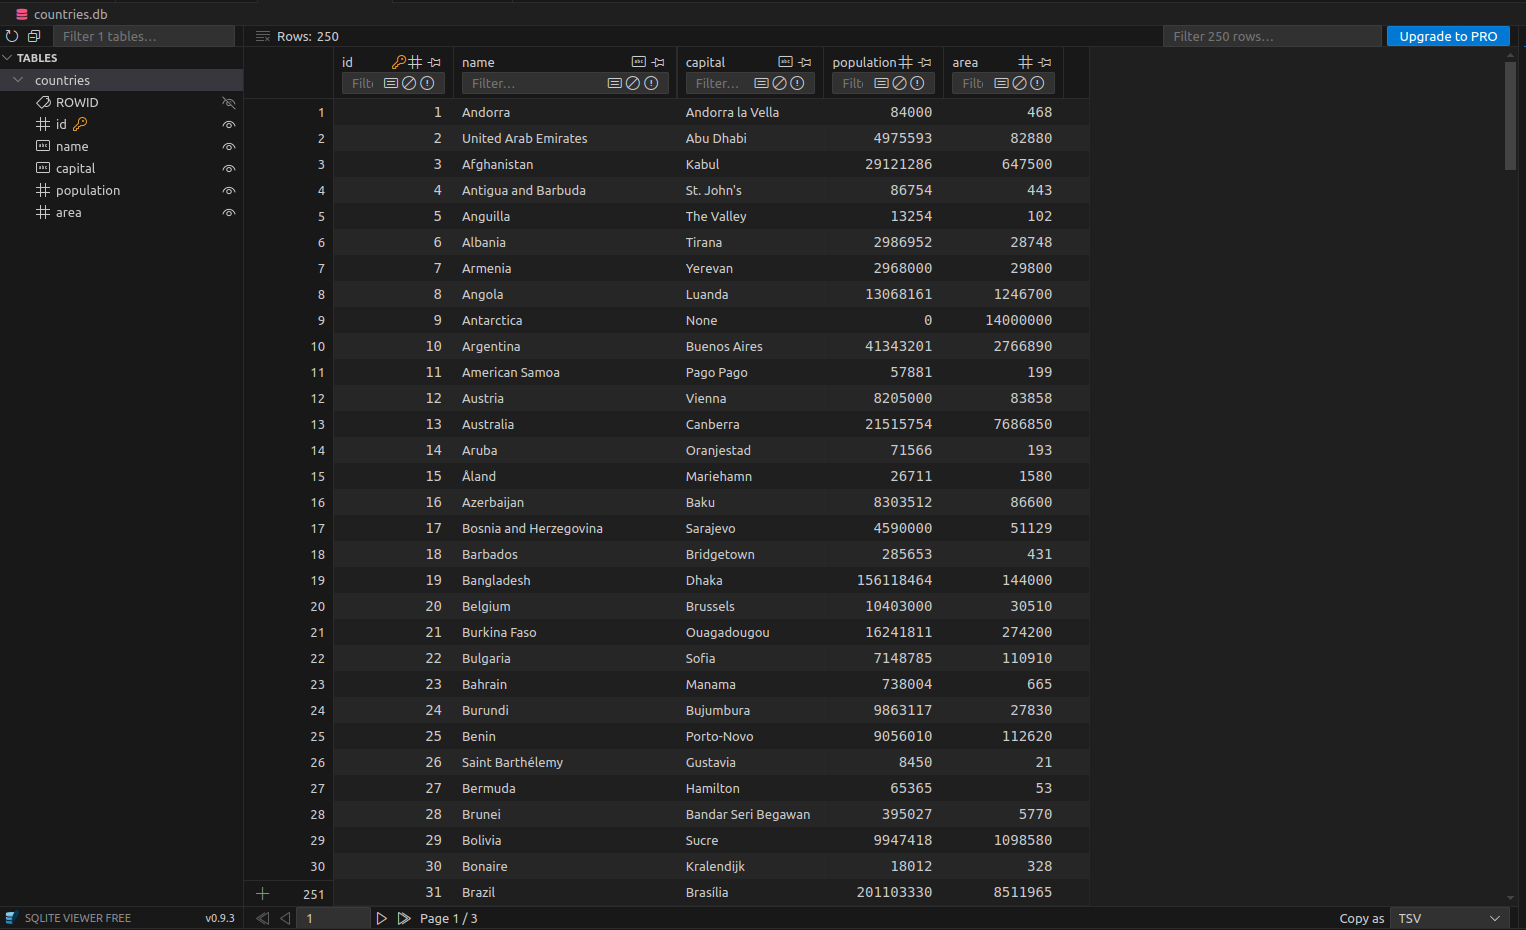 countries.db
Filter 1 tables...
Rows: 250
Filter 250 rows...
Upgrade to PRO
TABLES
countries
ROWID
id
name
capital
population
area
id name capital population area
Filte Filter... Filter... Filte Filte
1 1 Andorra Andorra la Vella 84000 468
2 2 United Arab Emirates Abu Dhabi 4975593 82880
3 3 Afghanistan Kabul 29121286 647500
4 4 Antigua and Barbuda St. John's 86754 443
5 5 Anguilla The Valley 13254 102
6 6 Albania Tirana 2986952 28748
7 7 Armenia Yerevan 2968000 29800
8 8 Angola Luanda 13068161 1246700
9 9 Antarctica None 0 14000000
10 10 Argentina Buenos Aires 41343201 2766890
11 11 American Samoa Pago Pago 57881 199
12 12 Austria Vienna 8205000 83858
13 13 Australia Canberra 21515754 7686850
14 14 Aruba Oranjestad 71566 193
15 15 Åland Mariehamn 26711 1580
16 16 Azerbaijan Baku 8303512 86600
17 17 Bosnia and Herzegovina Sarajevo 4590000 51129
18 18 Barbados Bridgetown 285653 431
19 19 Bangladesh Dhaka 156118464 144000
20 20 Belgium Brussels 10403000 30510
21 21 Burkina Faso Ouagadougou 16241811 274200
22 22 Bulgaria Sofia 7148785 110910
23 23 Bahrain Manama 738004 665
24 24 Burundi Bujumbura 9863117 27830
25 25 Benin Porto-Novo 9056010 112620
26 26 Saint Barthélemy Gustavia 8450 21
27 27 Bermuda Hamilton 65365 53
28 28 Brunei Bandar Seri Begawan 395027 5770
29 29 Bolivia Sucre 9947418 1098580
30 30 Bonaire Kralendijk 18012 328
251 31 Brazil Brasília 201103330 8511965
SQLITE VIEWER FREE v0.9.3
1 Page 1 / 3
Copy as TSV